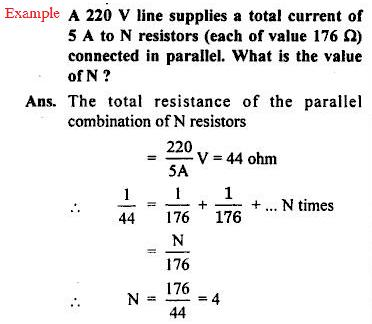 Example A 220 V line supplies a total current of
5 A to N resistors (each of value 176 Ω)
connected in parallel. What is the value
of N ?
Ans. The total resistance of the parallel
combination of N resistors
= 220/5A V = 44 ohm
∴ 1/44 = 1/176 + 1/176 + ... N times
= N/176
∴ N = 176/44 = 4